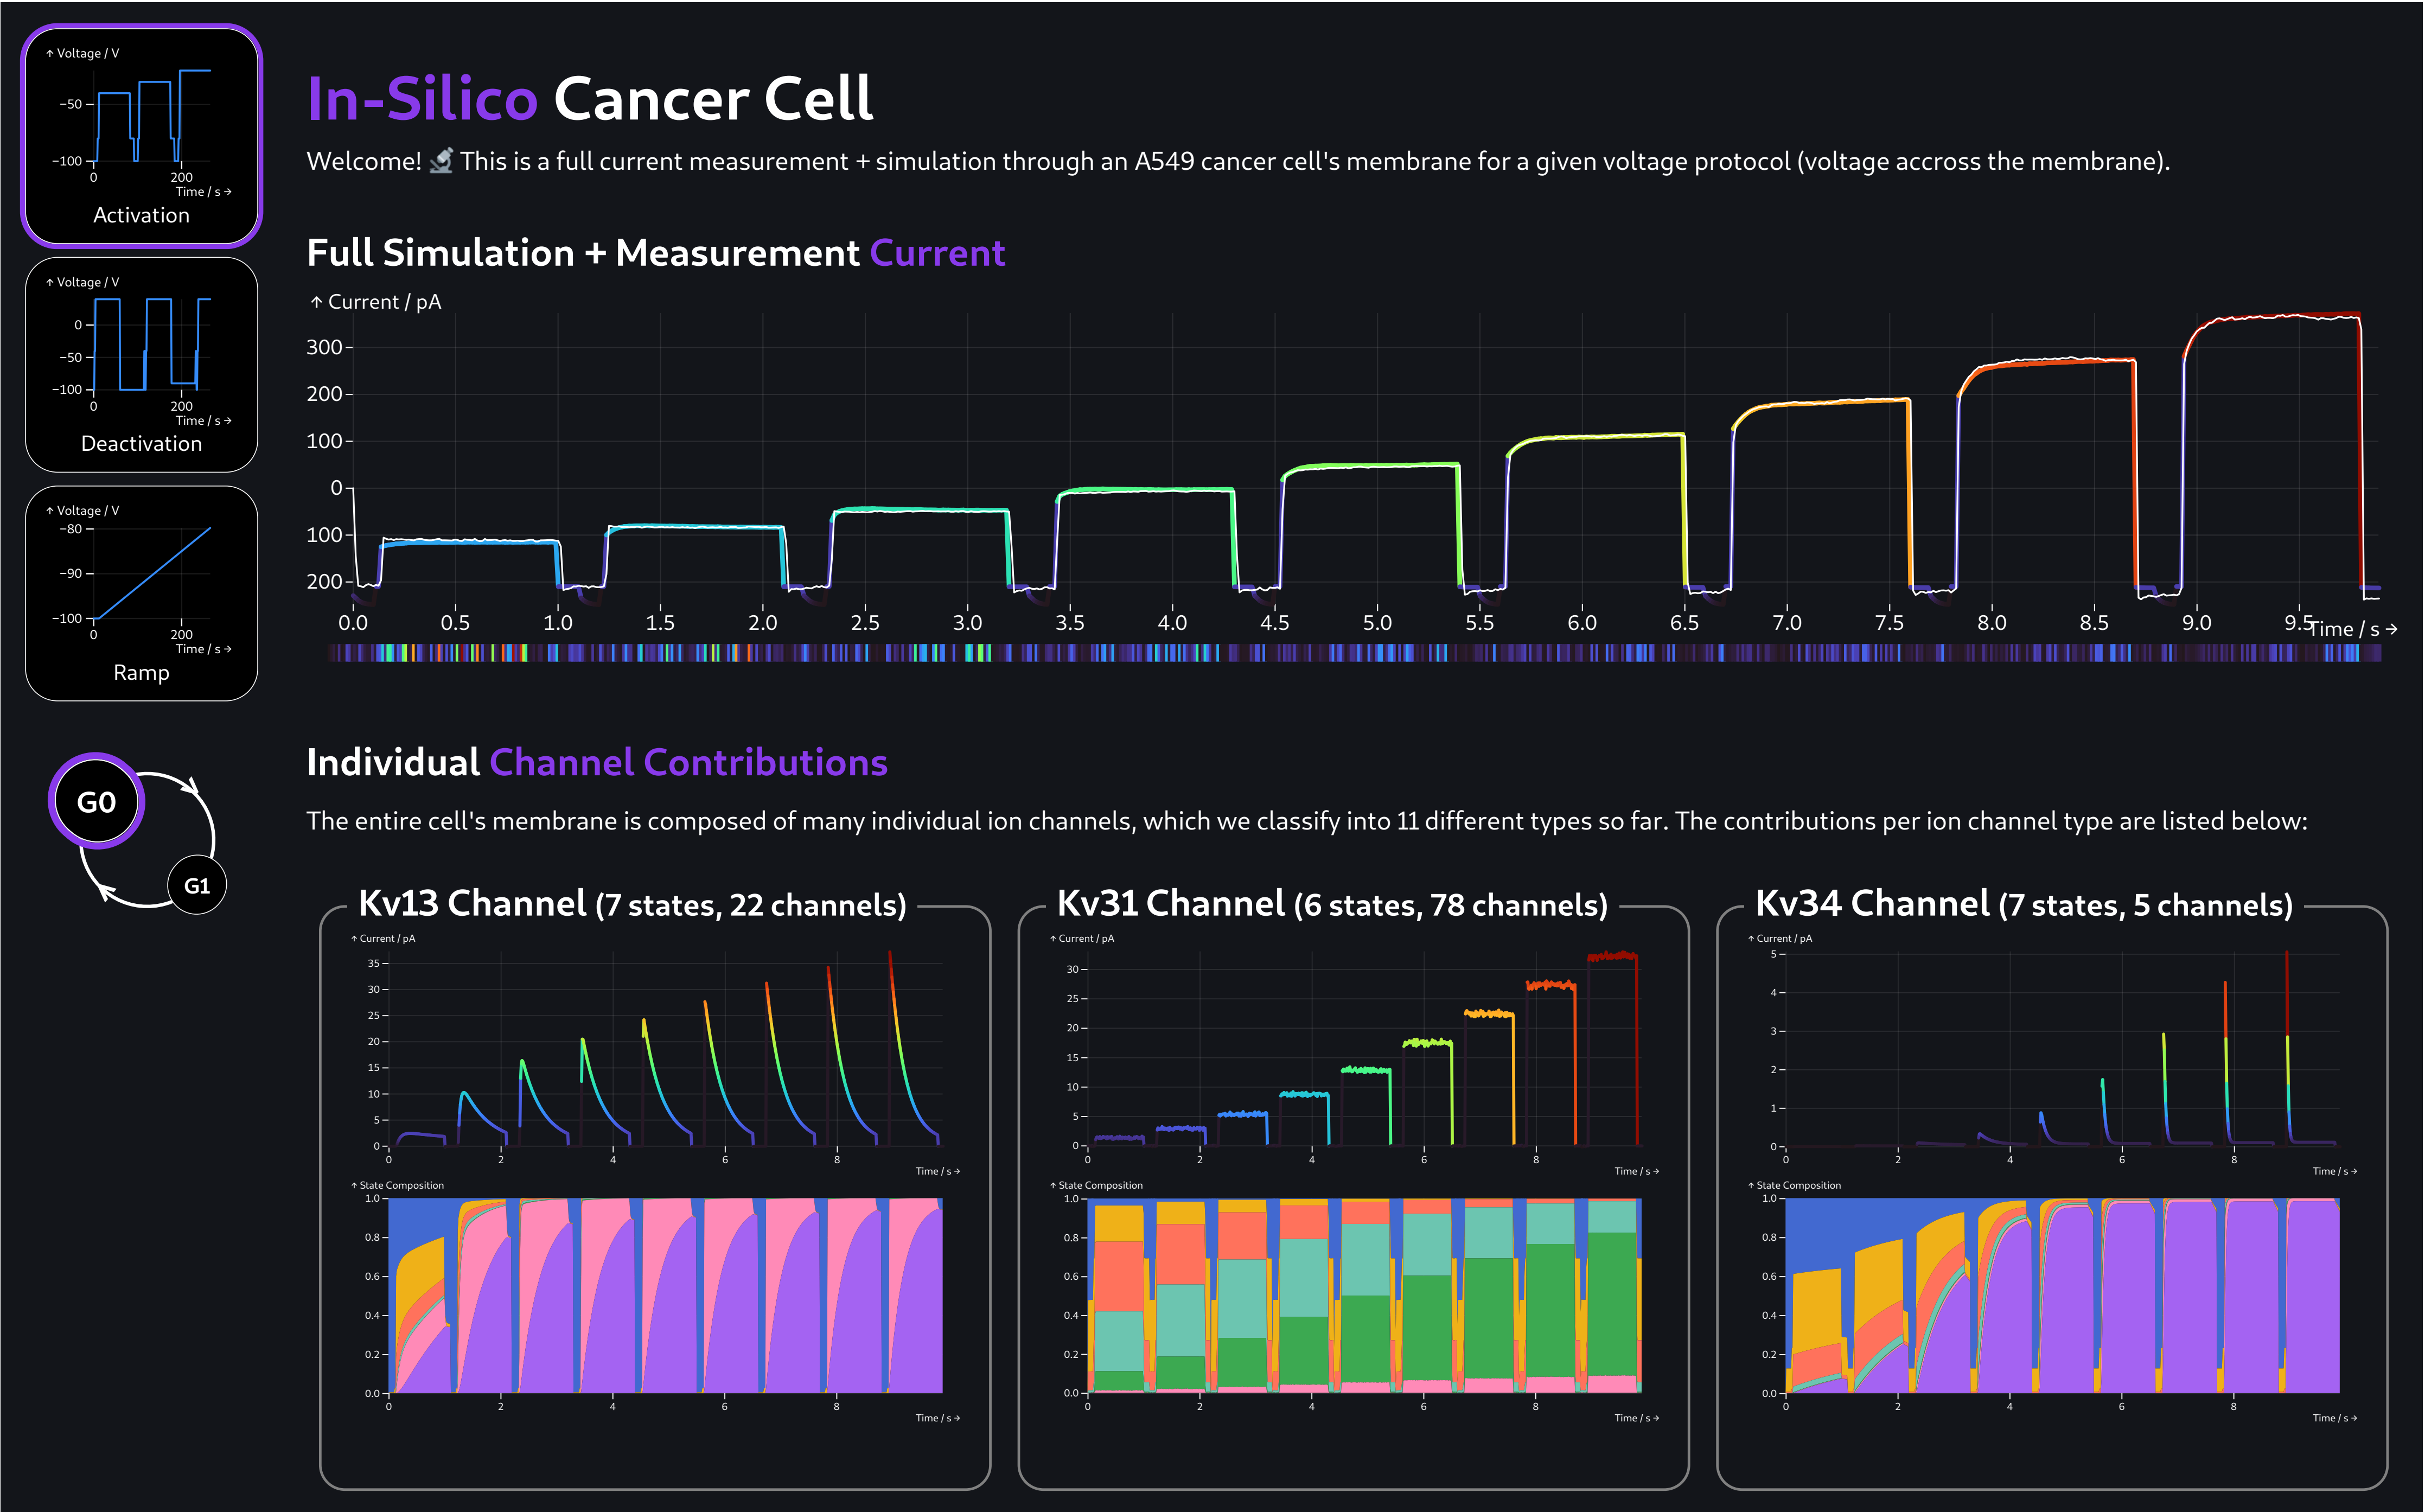 ↑ Voltage / V
−50
−100
0
200
Time / s →
Activation
↑ Voltage / V
0
−50
−100
0
200
Time / s →
Deactivation
↑ Voltage / V
−80
−90
−100
0
200
Time / s →
Ramp
G0
G1
In-Silico Cancer Cell
Welcome! 🔬 This is a full current measurement + simulation through an A549 cancer cell's membrane for a given voltage protocol (voltage accross the membrane).
Full Simulation + Measurement Current
↑ Current / pA
300
200
100
0
100
200
0.0 0.5 1.0 1.5 2.0 2.5 3.0 3.5 4.0 4.5 5.0 5.5 6.0 6.5 7.0 7.5 8.0 8.5 9.0 9.5
Time / s →
Individual Channel Contributions
The entire cell's membrane is composed of many individual ion channels, which we classify into 11 different types so far. The contributions per ion channel type are listed below:
Kv13 Channel (7 states, 22 channels)
↑ Current / pA
35
30
25
20
15
10
5
0
0 2 4 6 8
Time / s →
↑ State Composition
1.0
0.8
0.6
0.4
0.2
0.0
0 2 4 6 8
Time / s →
Kv31 Channel (6 states, 78 channels)
↑ Current / pA
30
25
20
15
10
5
0
0 2 4 6 8
Time / s →
↑ State Composition
1.0
0.8
0.6
0.4
0.2
0.0
0 2 4 6 8
Time / s →
Kv34 Channel (7 states, 5 channels)
↑ Current / pA
5
4
3
2
1
0
0 2 4 6 8
Time / s →
↑ State Composition
1.0
0.8
0.6
0.4
0.2
0.0
0 2 4 6 8
Time / s →